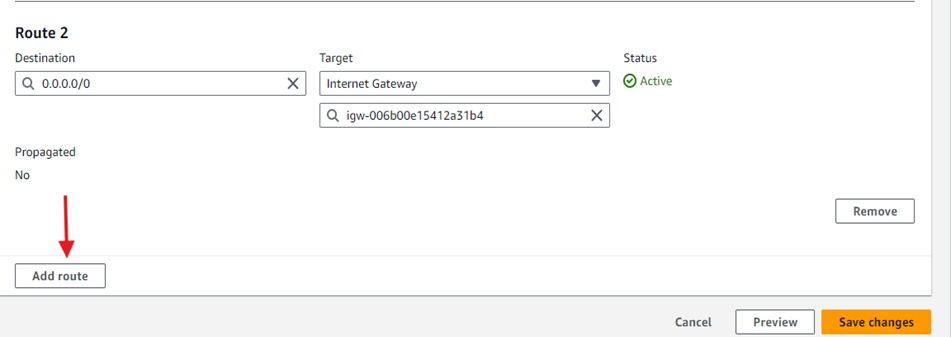 Route 2
Destination Target Status
0.0.0.0/0 Internet Gateway Active
igw-006b00e15412a31b4
Propagated
No
Remove
Add route
Cancel Preview Save changes